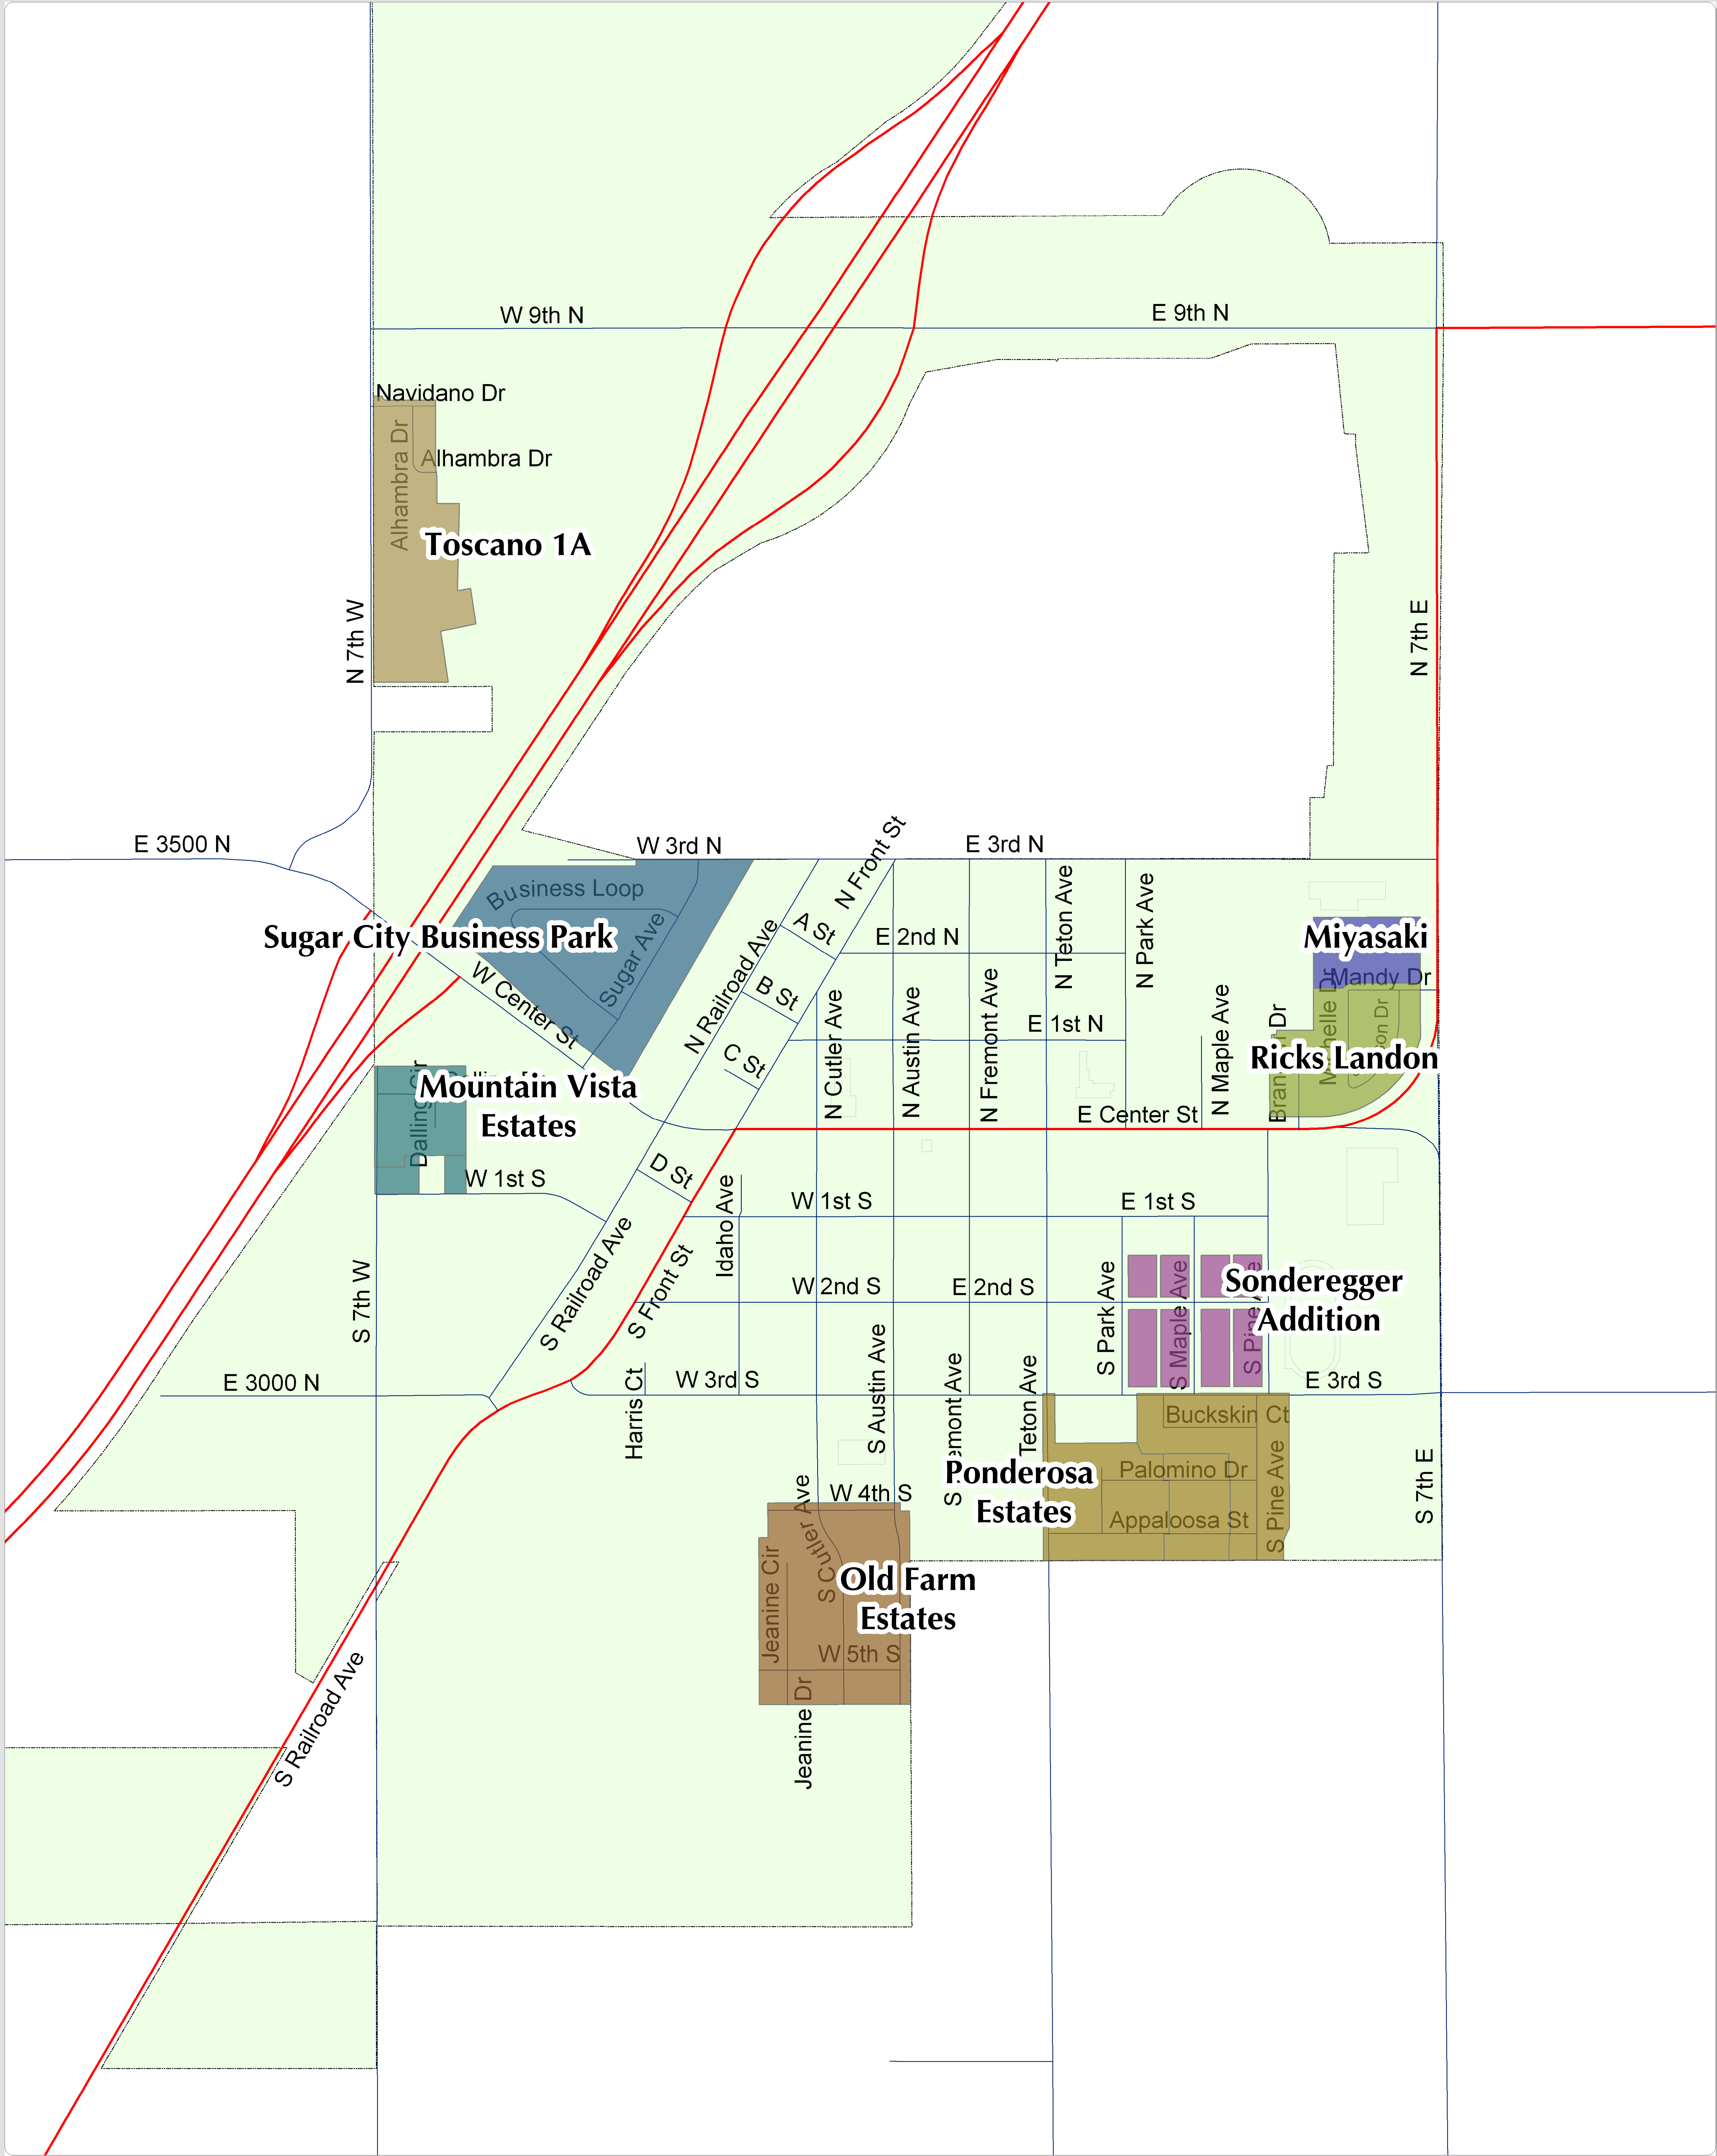 W 9th N
E 9th N
Navidano Dr
Alhambra Dr
Alhambra Dr
Toscano 1A
N 7th W
N 7th E
E 3500 N
W 3rd N
N Front St
E 3rd N
Business Loop
Sugar Ave
Sugar City Business Park
W Center St
N Railroad Ave
A St
B St
C St
D St
E 2nd N
N Teton Ave
N Park Ave
Miyasaki
Mandy Dr
N Cutler Ave
N Austin Ave
N Fremont Ave
E 1st N
N Maple Ave
Ricks Landon
E Center St
Dalling Cir
Mountain Vista
Estates
W 1st S
Idaho Ave
W 1st S
E 1st S
S 7th W
S Railroad Ave
S Front St
W 2nd S
E 2nd S
S Park Ave
S Maple Ave
Sonderegger
Addition
E 3000 N
Harris Ct
W 3rd S
S Austin Ave
E 3rd S
Buckskin Ct
Palomino Dr
Appaloosa St
S Pine Ave
Teton Ave
Ponderosa
Estates
S 7th E
W 4th S
S Cutler Ave
Jeanine Cir
Old Farm
Estates
W 5th S
Jeanine Dr
S Railroad Ave